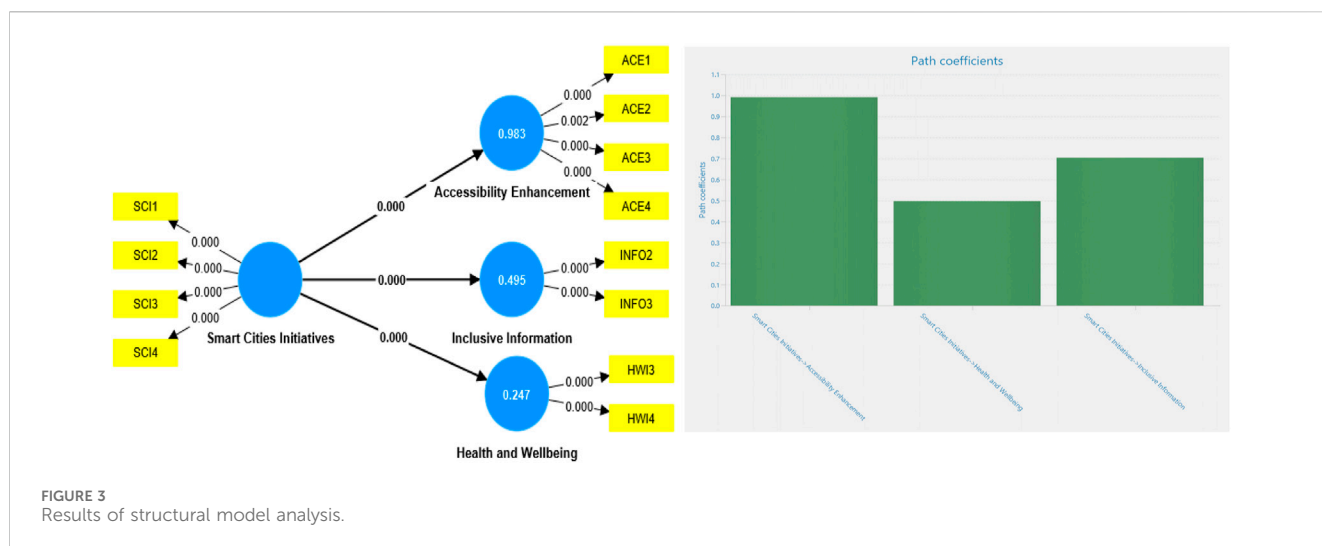 SCI1
SCI2
SCI3
SCI4
0.000
0.000
0.000
0.000
Smart Cities Initiatives
0.000
0.000
0.000
0.983
Accessibility Enhancement
0.000
0.002
0.000
0.000
ACE1
ACE2
ACE3
ACE4
0.495
Inclusive Information
0.000
0.000
INFO2
INFO3
0.247
Health and Wellbeing
0.000
0.000
HWI3
HWI4
Path coefficients
Path coefficients
1.1
1.0
0.9
0.8
0.7
0.6
0.5
0.4
0.3
0.2
0.1
0.0
Smart Cities Initiatives->Accessibility Enhancement
Smart Cities Initiatives->Health and Wellbeing
Smart Cities Initiatives->Inclusive Information
FIGURE 3
Results of structural model analysis.